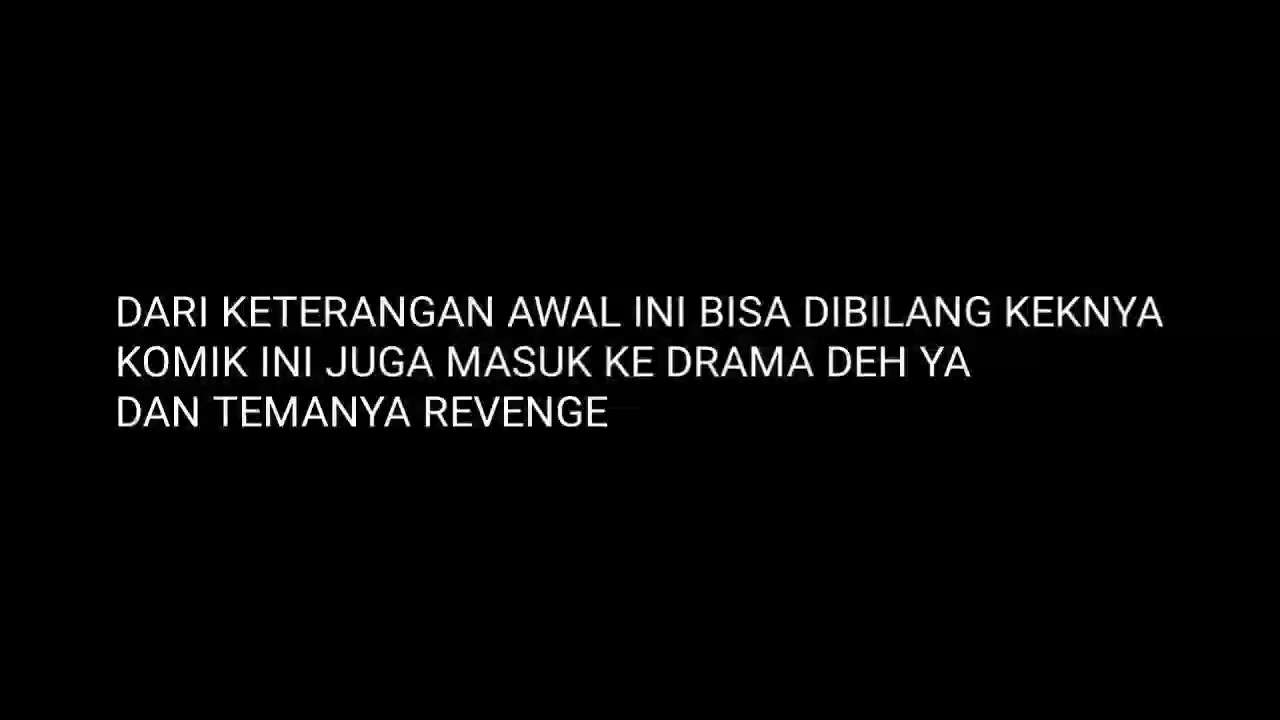 DARI KETERANGAN AWAL INI BISA DIBILANG KEKNYA
KOMIK INI JUGA MASUK KE DRAMA DEH YA
DAN TEMANYA REVENGE